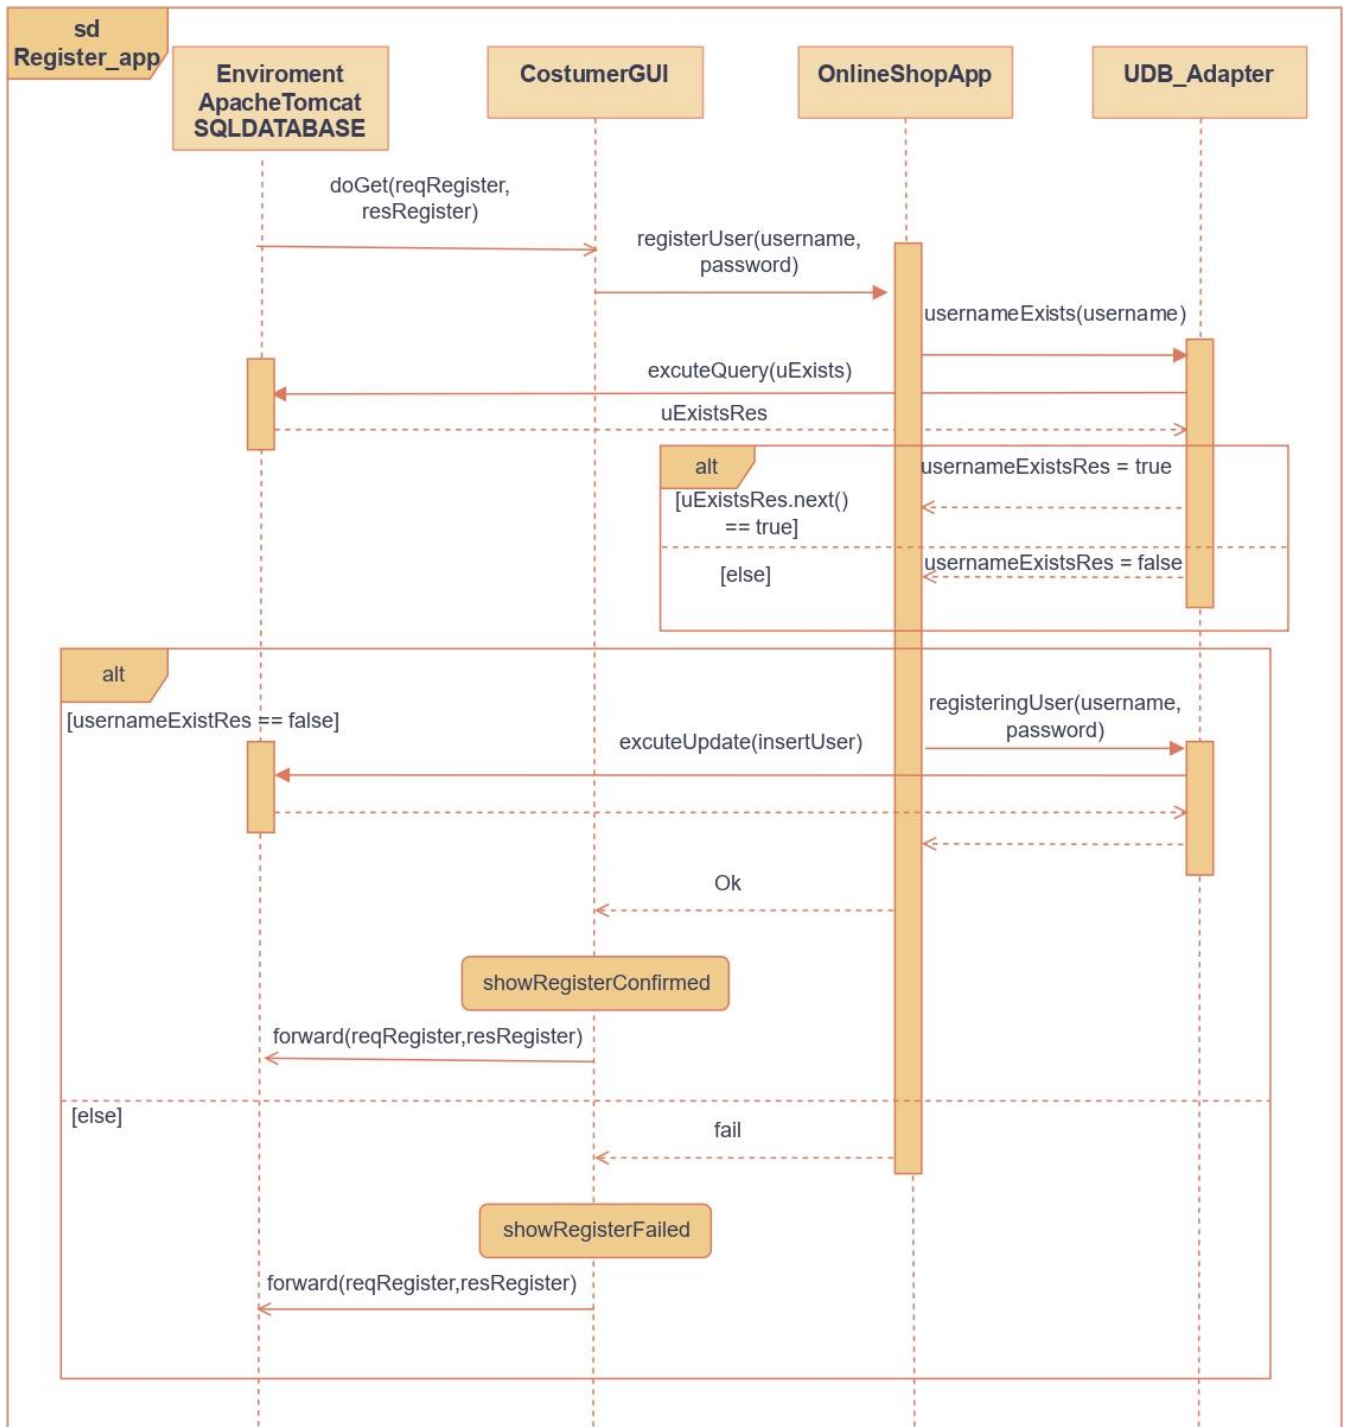 sd
Register_app
Enviroment
ApacheTomcat
SQLDATABASE
CostumerGUI
OnlineShopApp
UDB_Adapter
doGet(reqRegister,
resRegister)
registerUser(username,
password)
usernameExists(username)
excuteQuery(uExists)
uExistsRes
alt
usernameExistsRes = true
[uExistsRes.next()
== true]
usernameExistsRes = false
[else]
alt
[usernameExistRes == false]
registeringUser(username,
password)
excuteUpdate(insertUser)
Ok
showRegisterConfirmed
forward(reqRegister,resRegister)
[else]
fail
showRegisterFailed
forward(reqRegister,resRegister)